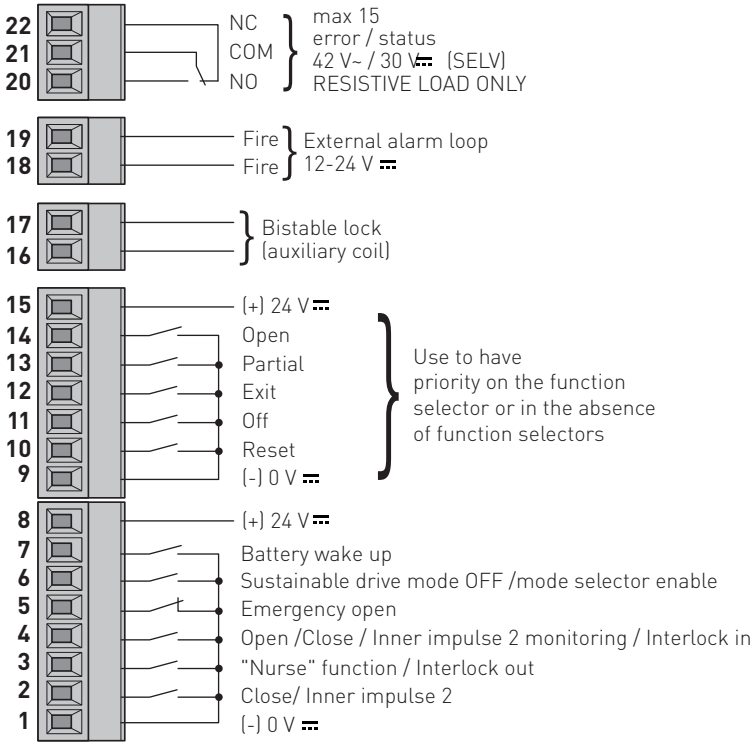 22 NC
21 COM
20 NO
max 15
error / status
42 V~ / 30 V⎓ (SELV)
RESISTIVE LOAD ONLY
19 Fire
18 Fire
External alarm loop
12-24 V ⎓
17
16
Bistable lock
(auxiliary coil)
15 (+) 24 V ⎓
14 Open
13 Partial
12 Exit
11 Off
10 Reset
9 (-) 0 V ⎓
Use to have
priority on the function
selector or in the absence
of function selectors
8 (+) 24 V ⎓
7 Battery wake up
6 Sustainable drive mode OFF /mode selector enable
5 Emergency open
4 Open /Close / Inner impulse 2 monitoring / Interlock in
3 "Nurse" function / Interlock out
2 Close/ Inner impulse 2
1 (-) 0 V ⎓